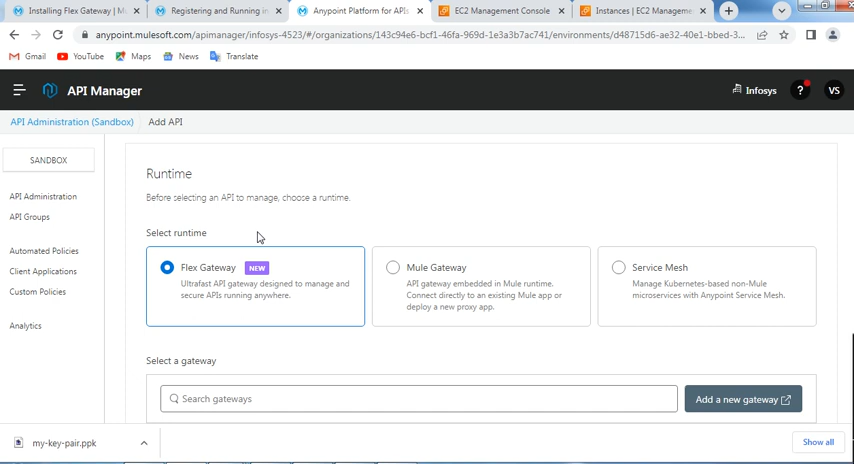 Installing Flex Gateway | Mu
Registering and Running in
Anypoint Platform for APIs
EC2 Management Console
Instances | EC2 Manageme
anypoint.mulesoft.com/apimanager/infosys-4523/#/organizations/143c94e6-bcf1-46fa-969d-1e3a3b7ac741/environments/d48715d6-ae32-40e1-bbed-3...
Gmail
YouTube
Maps
News
Translate
API Manager
Infosys
?
VS
API Administration (Sandbox)
Add API
SANDBOX
API Administration
API Groups
Automated Policies
Client Applications
Custom Policies
Analytics
Runtime
Before selecting an API to manage, choose a runtime.
Select runtime
Flex Gateway NEW
Ultrafast API gateway designed to manage and
secure APIs running anywhere.
Mule Gateway
API gateway embedded in Mule runtime.
Connect directly to an existing Mule app or
deploy a new proxy app.
Service Mesh
Manage Kubernetes-based non-Mule
microservices with Anypoint Service Mesh.
Select a gateway
Search gateways
Add a new gateway
my-key-pair.ppk
Show all